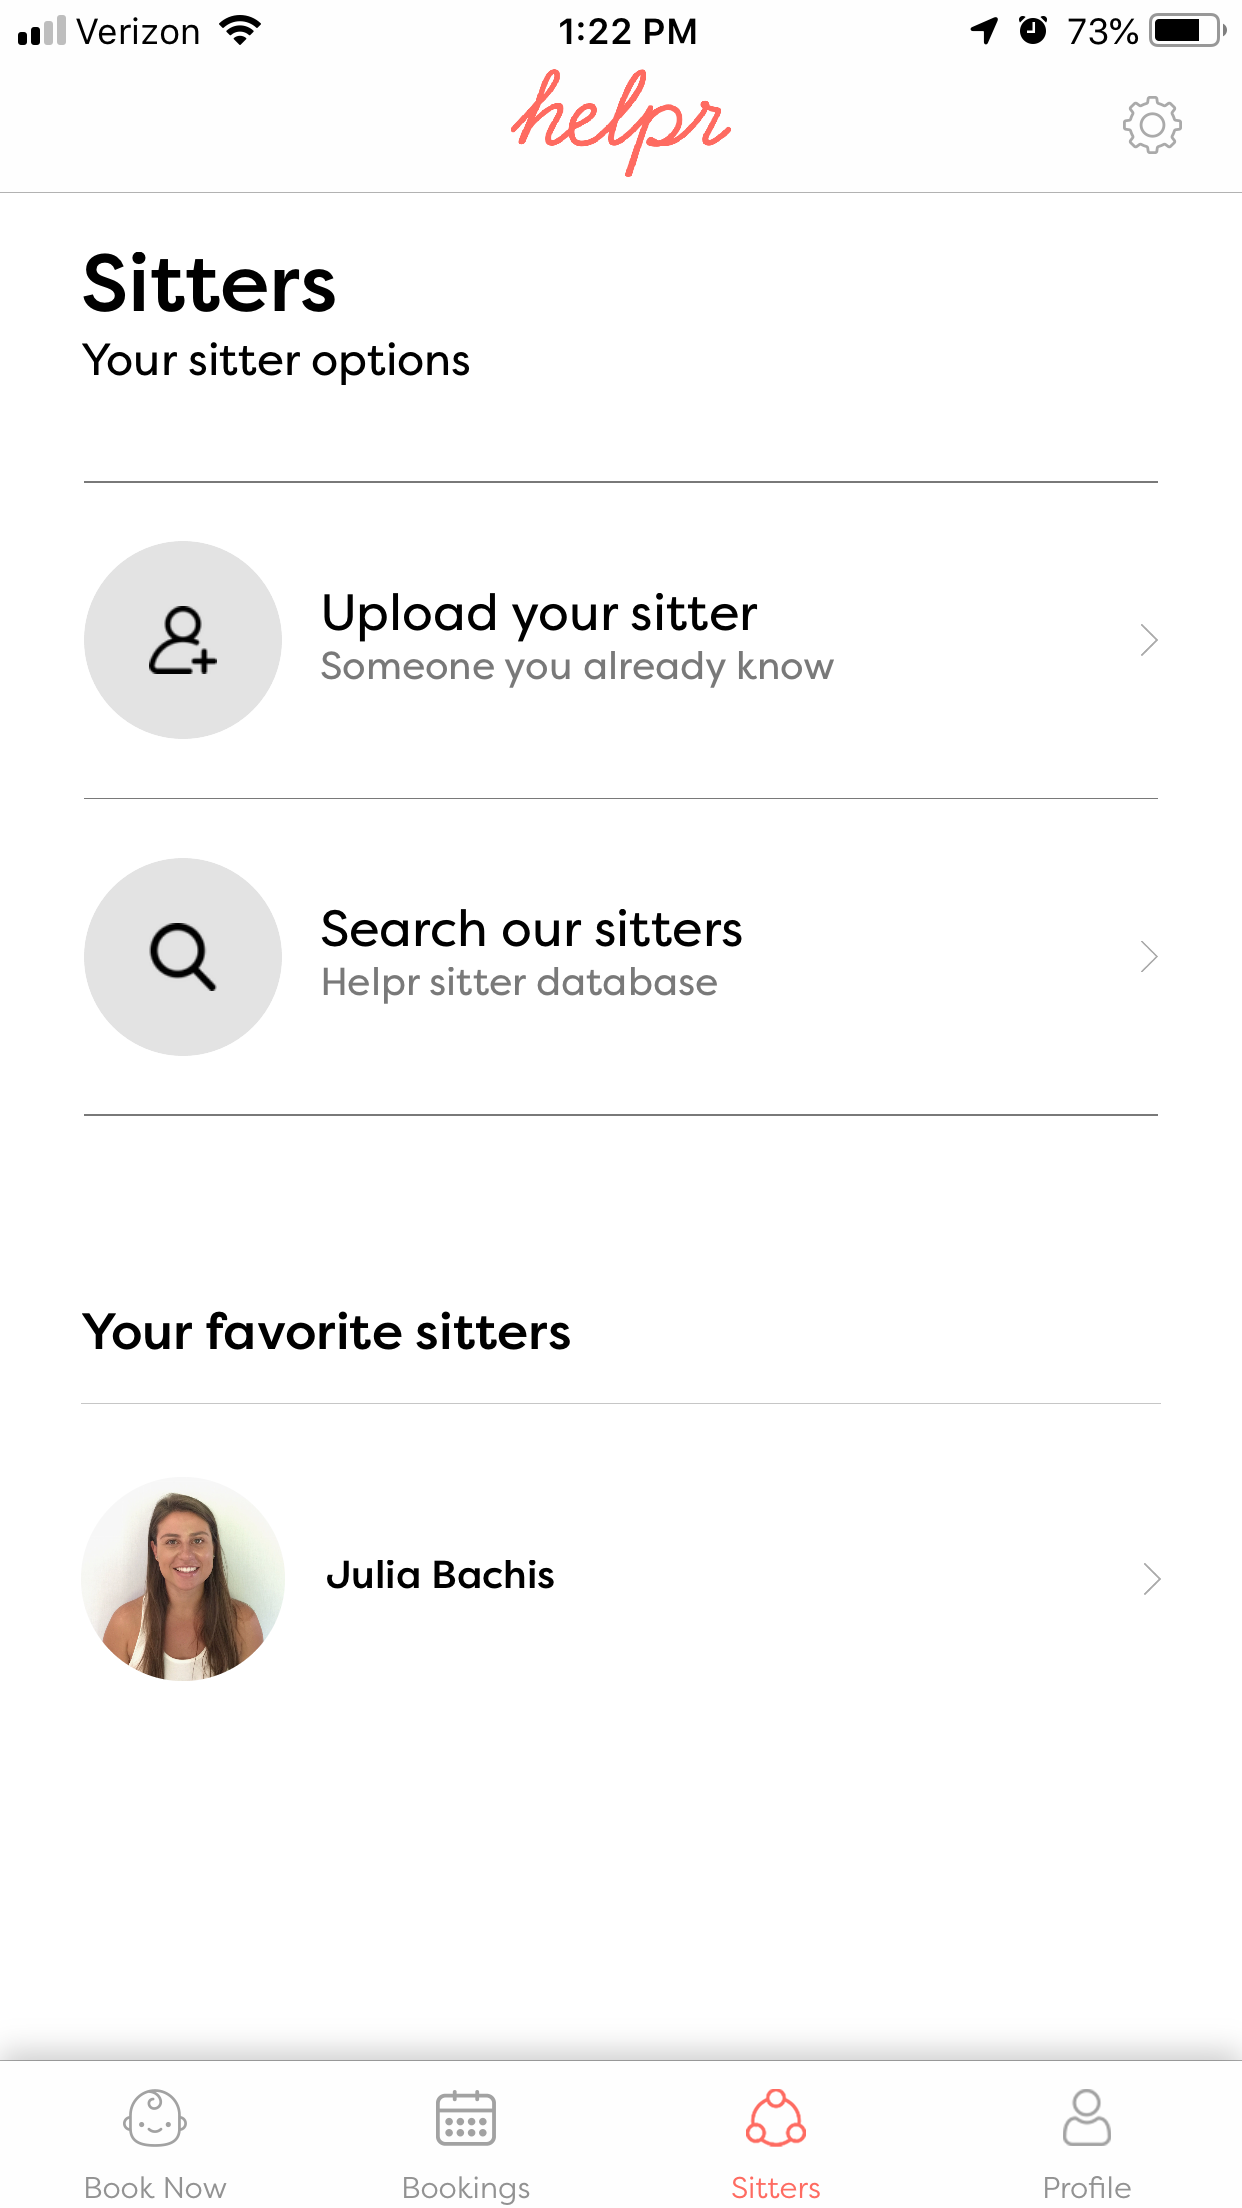 Verizon 1:22 PM 73%
helpr
Sitters
Your sitter options
Upload your sitter
Someone you already know
Search our sitters
Helpr sitter database
Your favorite sitters
Julia Bachis
Book Now Bookings Sitters Profile